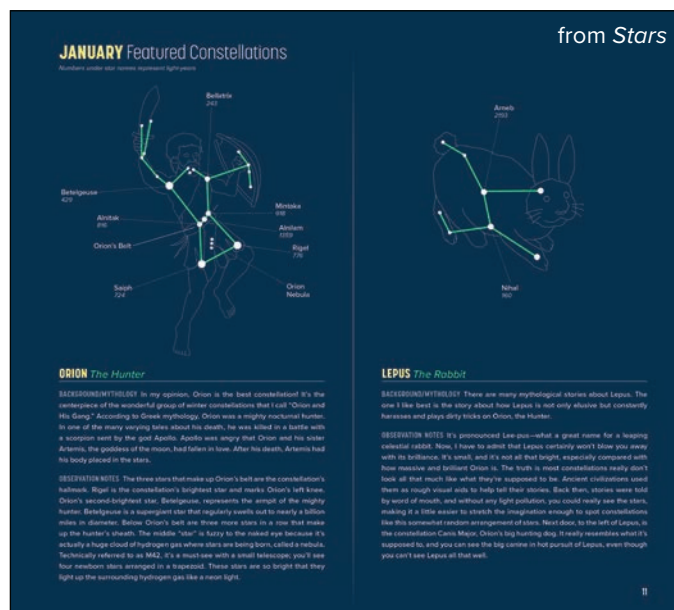 from Stars
JANUARY Featured Constellations
Numbers under star names represent light-years
Bellatrix
243
Betelgeuse
429
Alnitak
816
Orion's Belt
Saiph
724
Mintaka
916
Alnilam
1359
Rigel
776
Orion
Nebula
Arneb
2193
Nihal
160
ORION The Hunter
BACKGROUND/MYTHOLOGY In my opinion, Orion is the best constellation! It's the
centerpiece of the wonderful group of winter constellations that I call "Orion and
His Gang." According to Greek mythology, Orion was a mighty nocturnal hunter.
In one of the many varying tales about his death, he was killed in a battle with
a scorpion sent by the god Apollo. Apollo was angry that Orion and his sister
Artemis, the goddess of the moon, had fallen in love. After his death, Artemis had
his body placed in the stars.
OBSERVATION NOTES The three stars that make up Orion's belt are the constellation's
hallmark. Rigel is the constellation's brightest star and marks Orion's left knee.
Orion's second-brightest star, Betelgeuse, represents the armpit of the mighty
hunter. Betelgeuse is a supergiant star that regularly swells out to nearly a billion
miles in diameter. Below Orion's belt are three more stars in a row that make
up the hunter's sheath. The middle "star" is fuzzy to the naked eye because it's
actually a huge cloud of hydrogen gas where stars are being born, called a nebula.
Technically referred to as M42, it's a must-see with a small telescope; you'll see
four newborn stars arranged in a trapezoid. These stars are so bright that they
light up the surrounding hydrogen gas like a neon light.
LEPUS The Rabbit
BACKGROUND/MYTHOLOGY There are many mythological stories about Lepus. The
one I like best is the story about how Lepus is not only elusive but constantly
harasses and plays dirty tricks on Orion, the Hunter.
OBSERVATION NOTES It's pronounced Lee-pus—what a great name for a leaping
celestial rabbit. Now, I have to admit that Lepus certainly won't blow you away
with its brilliance. It's small, and it's not all that bright, especially compared with
how massive and brilliant Orion is. The truth is most constellations really don't
look all that much like what they're supposed to be. Ancient civilizations used
them as rough visual aids to help tell their stories. Back then, stories were told
by word of mouth, and without any light pollution, you could really see the stars,
making it a little easier to stretch the imagination enough to spot constellations
like this somewhat random arrangement of stars. Next door, to the left of Lepus, is
the constellation Canis Major, Orion's big hunting dog. It really resembles what it's
supposed to, and you can see the big canine in hot pursuit of Lepus, even though
you can't see Lepus all that well.
11